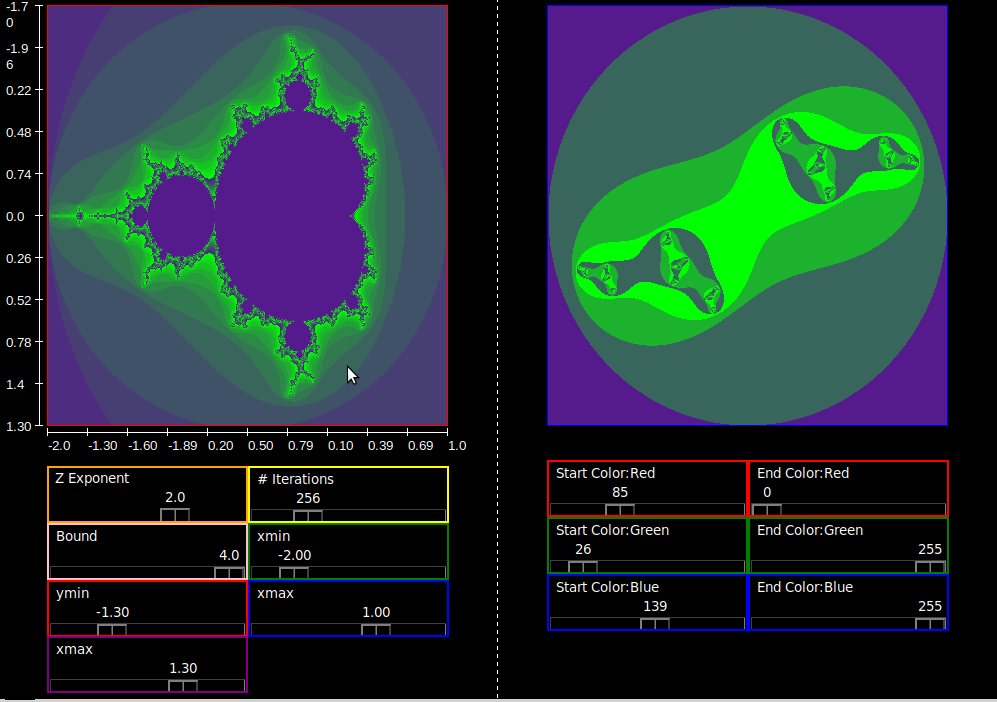 -1.7
0
-1.9
6
0.22
0.48
0.74
0.0
0.26
0.52
0.78
1.4
1.30
-2.0 -1.30 -1.60 -1.89 0.20 0.50 0.79 0.10 0.39 0.69 1.0
Z Exponent
2.0
# Iterations
256
Bound
4.0
xmin
-2.00
ymin
-1.30
xmax
1.00
xmax
1.30
Start Color:Red
85
End Color:Red
0
Start Color:Green
26
End Color:Green
255
Start Color:Blue
139
End Color:Blue
255